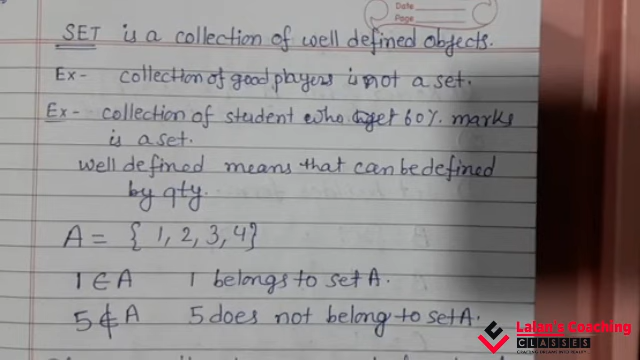 Date
Page
SET is a collection of well defined objects.
Ex- collection of good players is not a set.
Ex- collection of student who get 60% marks
is a set.
well defined means that can be defined
by qty.
A = { 1, 2, 3, 4}
1 ∈ A 1 belongs to set A.
5 ∉ A 5 does not belong to set A.
Lalan's Coaching
CLASSES